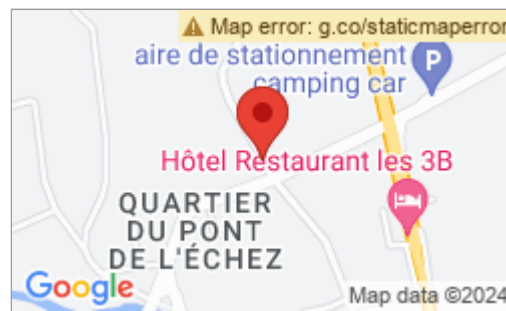 Map error: g.co/staticmaperror
aire de stationnement
camping car
P
Hôtel Restaurant les 3B
QUARTIER
DU PONT
DE L'ÉCHEZ
Google
Map data ©2024